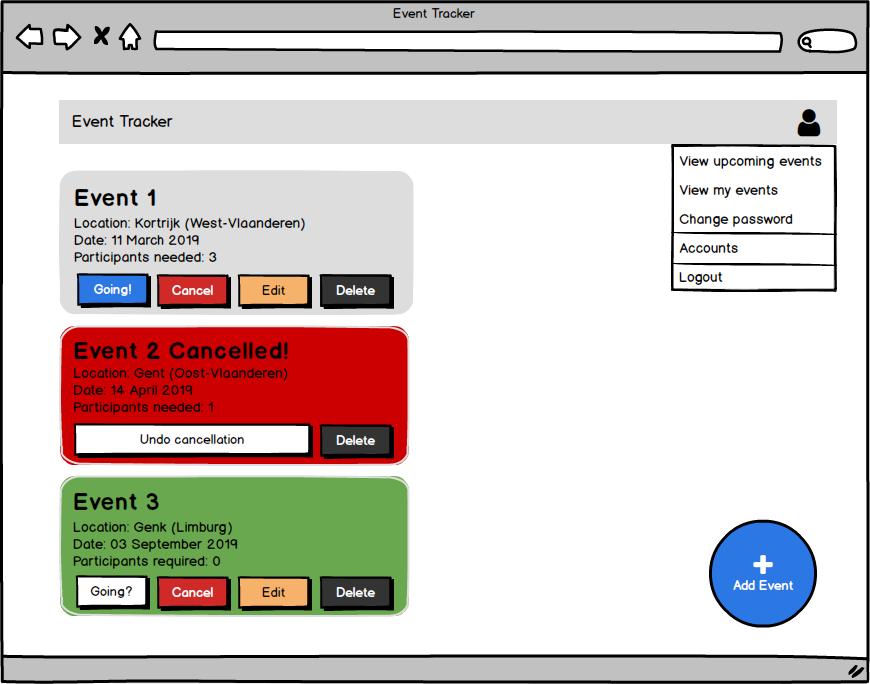 Event Tracker
Event Tracker
View upcoming events
View my events
Change password
Accounts
Logout
Event 1
Location: Kortrijk (West-Vlaanderen)
Date: 11 March 2019
Participants needed: 3
Going! Cancel Edit Delete
Event 2 Cancelled!
Location: Gent (Oost-Vlaanderen)
Date: 14 April 2019
Participants needed: 1
Undo cancellation Delete
Event 3
Location: Genk (Limburg)
Date: 03 September 2019
Participants required: 0
Going? Cancel Edit Delete
Add Event